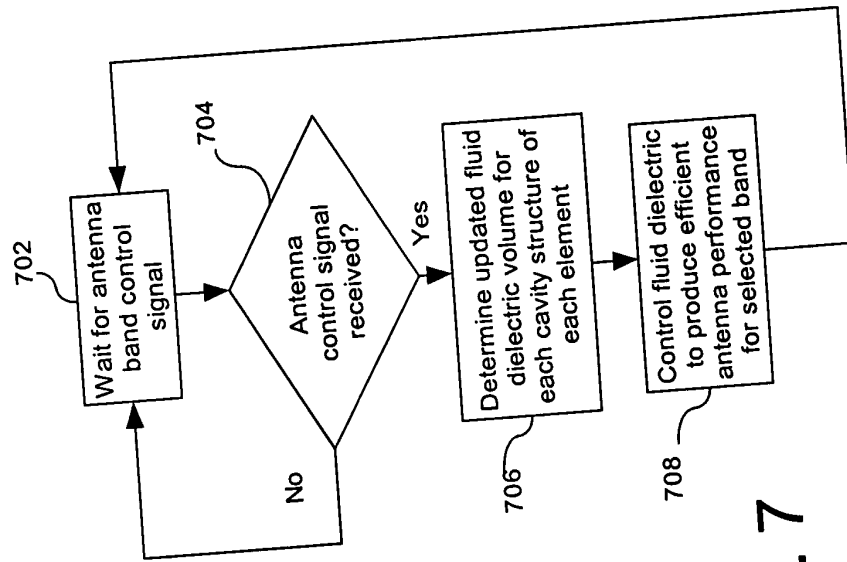 702
Wait for antenna
band control
signal
704
Antenna
control signal
received?
No
Yes
Determine updated fluid
dielectric volume for
each cavity structure of
each element
706
Control fluid dielectric
to produce efficient
antenna performance
for selected band
708
. 7